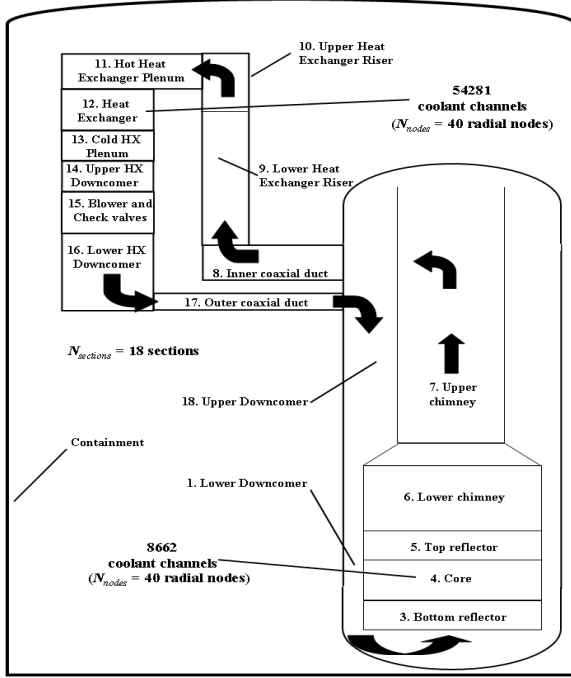 10. Upper Heat
Exchanger Riser
11. Hot Heat
Exchanger Plenum
12. Heat
Exchanger
54281
coolant channels
(Nnodes = 40 radial nodes)
13. Cold HX
Plenum
14. Upper HX
Downcomer
9. Lower Heat
Exchanger Riser
15. Blower and
Check valves
16. Lower HX
Downcomer
8. Inner coaxial duct
17. Outer coaxial duct
Nsections = 18 sections
7. Upper
chimney
18. Upper Downcomer
Containment
1. Lower Downcomer
6. Lower chimney
5. Top reflector
8662
coolant channels
(Nnodes = 40 radial nodes)
4. Core
3. Bottom reflector